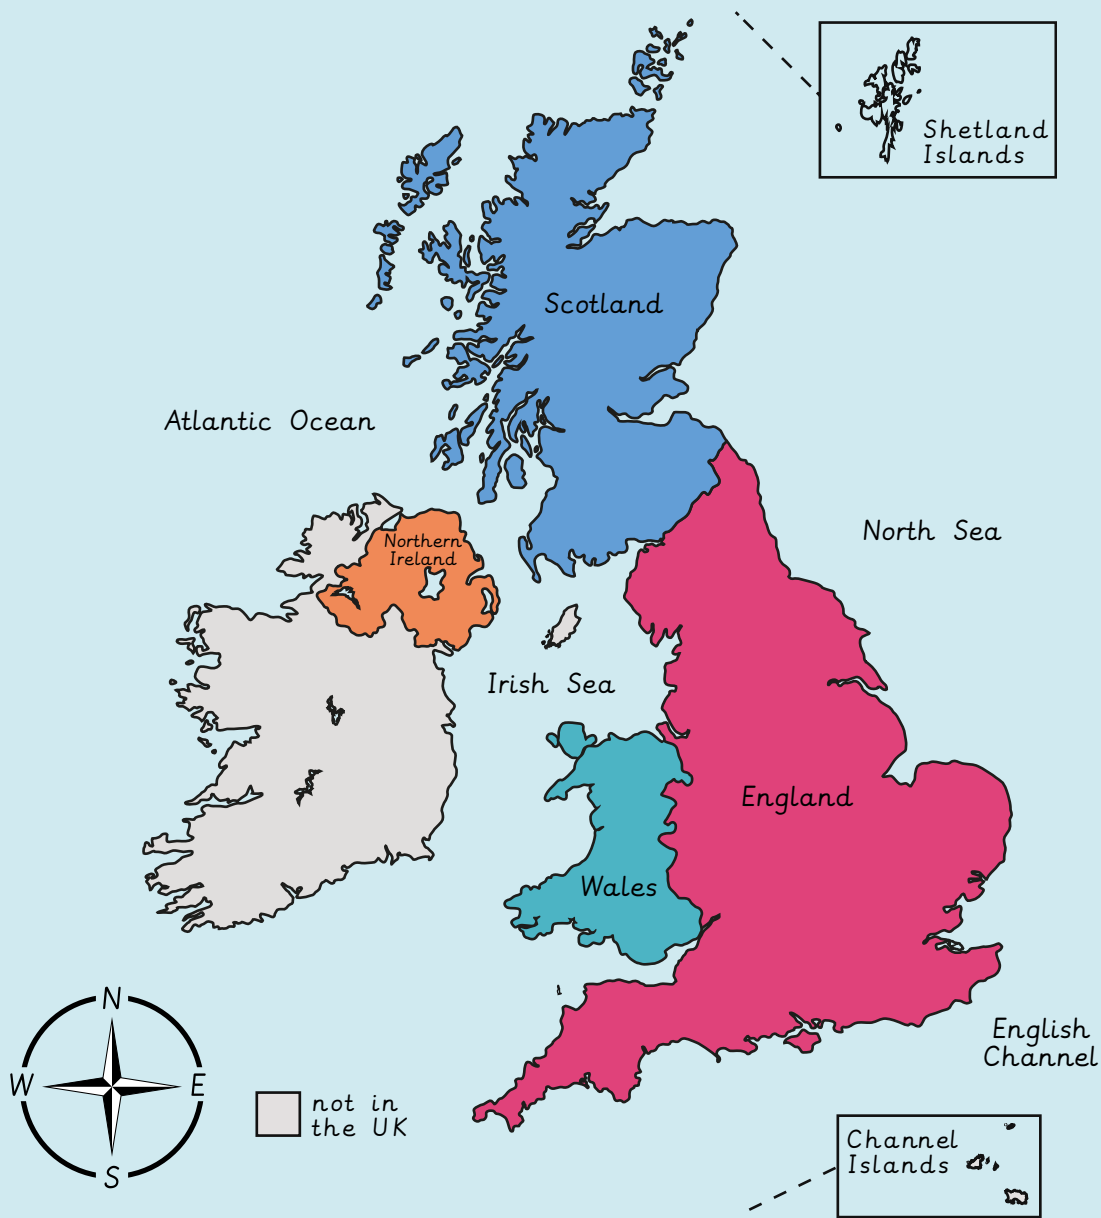 Shetland
Islands
Scotland
Atlantic Ocean
North Sea
Northern
Ireland
Irish Sea
England
Wales
N
W
E
S
not in
the UK
English
Channel
Channel
Islands